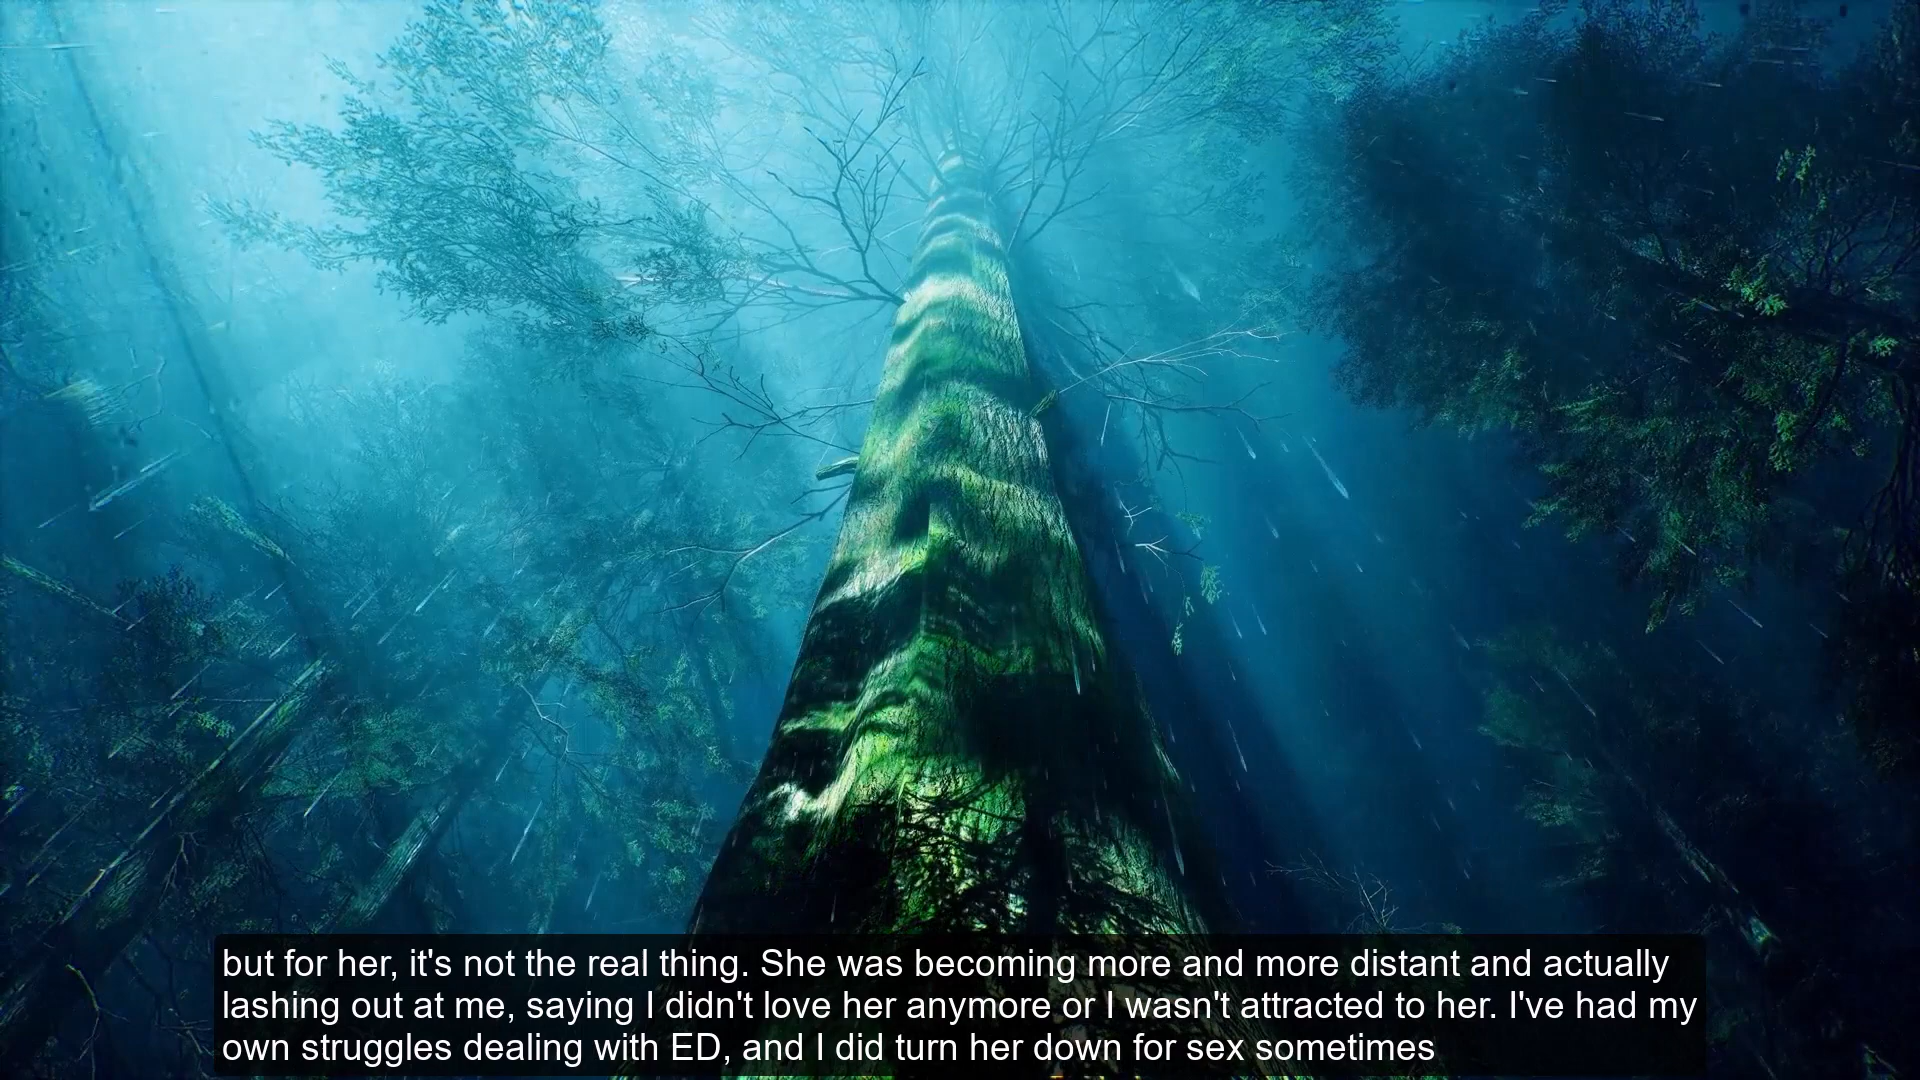 but for her, it's not the real thing. She was becoming more and more distant and actually
lashing out at me, saying I didn't love her anymore or I wasn't attracted to her. I've had my
own struggles dealing with ED, and I did turn her down for sex sometimes